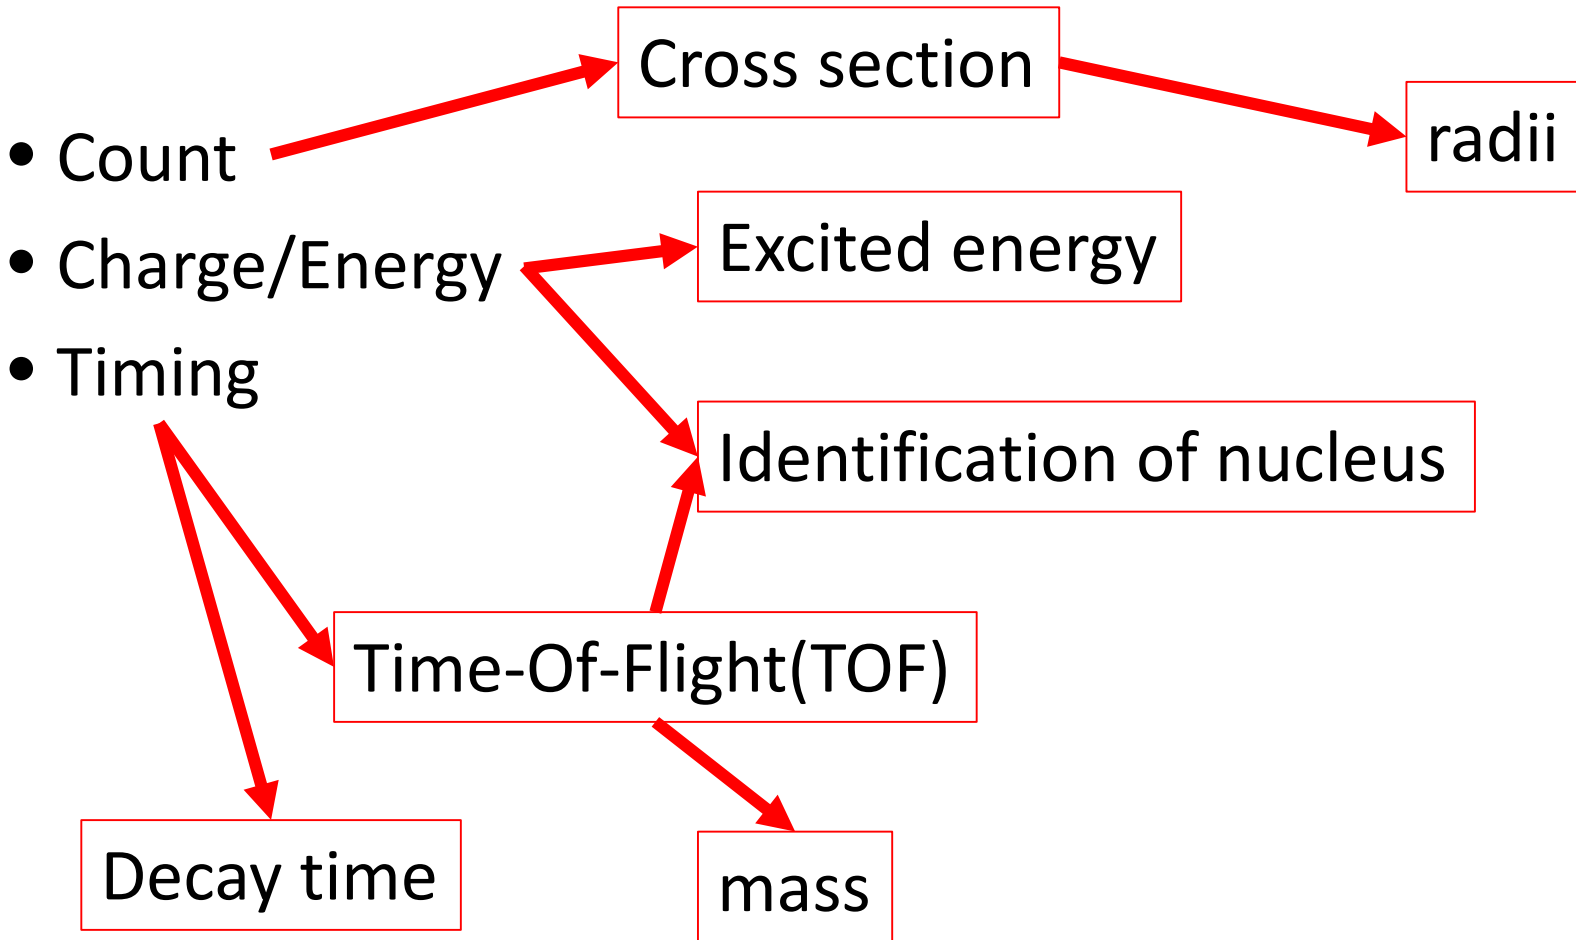 Cross section
radii
• Count
Excited energy
• Charge/Energy
• Timing
Identification of nucleus
Time-Of-Flight(TOF)
Decay time
mass